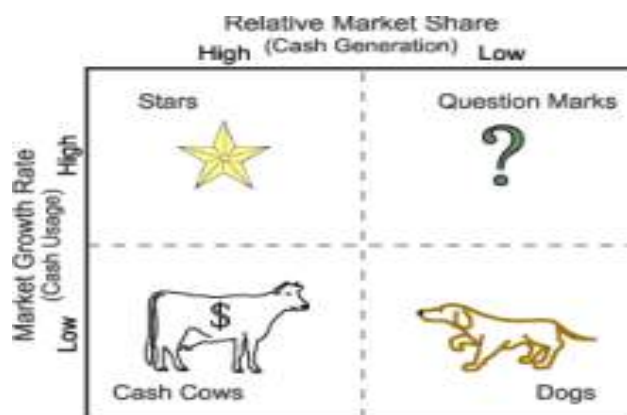 Relative Market Share
(Cash Generation)
High
Low
Stars
Question Marks
Market Growth Rate
(Cash Usage)
High
Low
?
$
Cash Cows
Dogs